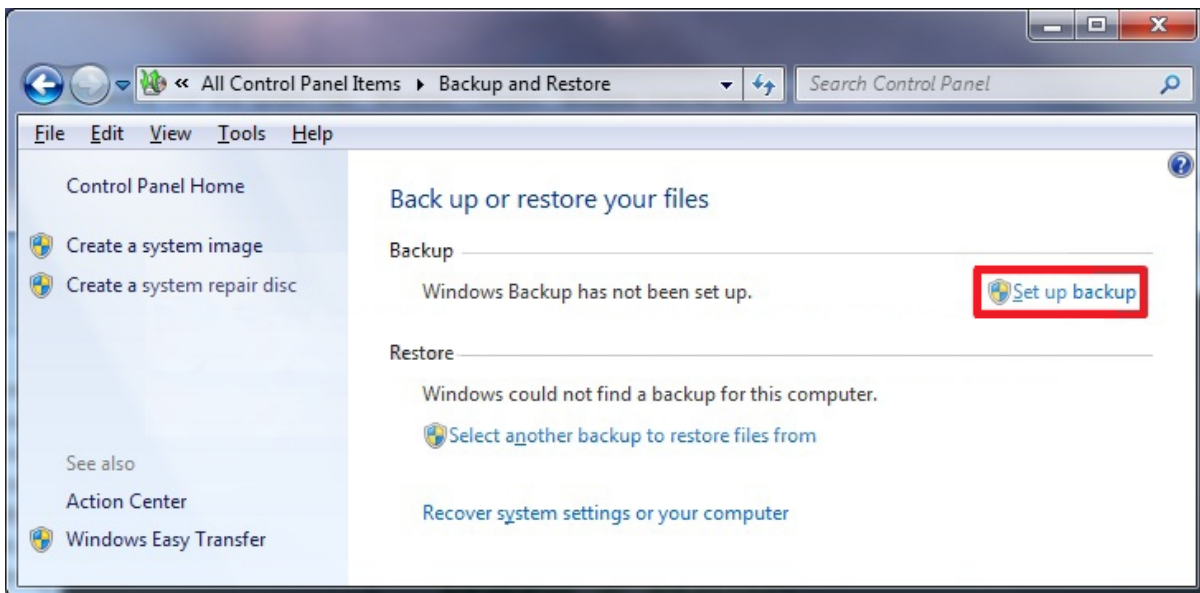 « All Control Panel Items ▸ Backup and Restore
Search Control Panel
File Edit View Tools Help
Control Panel Home
Create a system image
Create a system repair disc
See also
Action Center
Windows Easy Transfer
Back up or restore your files
Backup
Windows Backup has not been set up.
Set up backup
Restore
Windows could not find a backup for this computer.
Select another backup to restore files from
Recover system settings or your computer